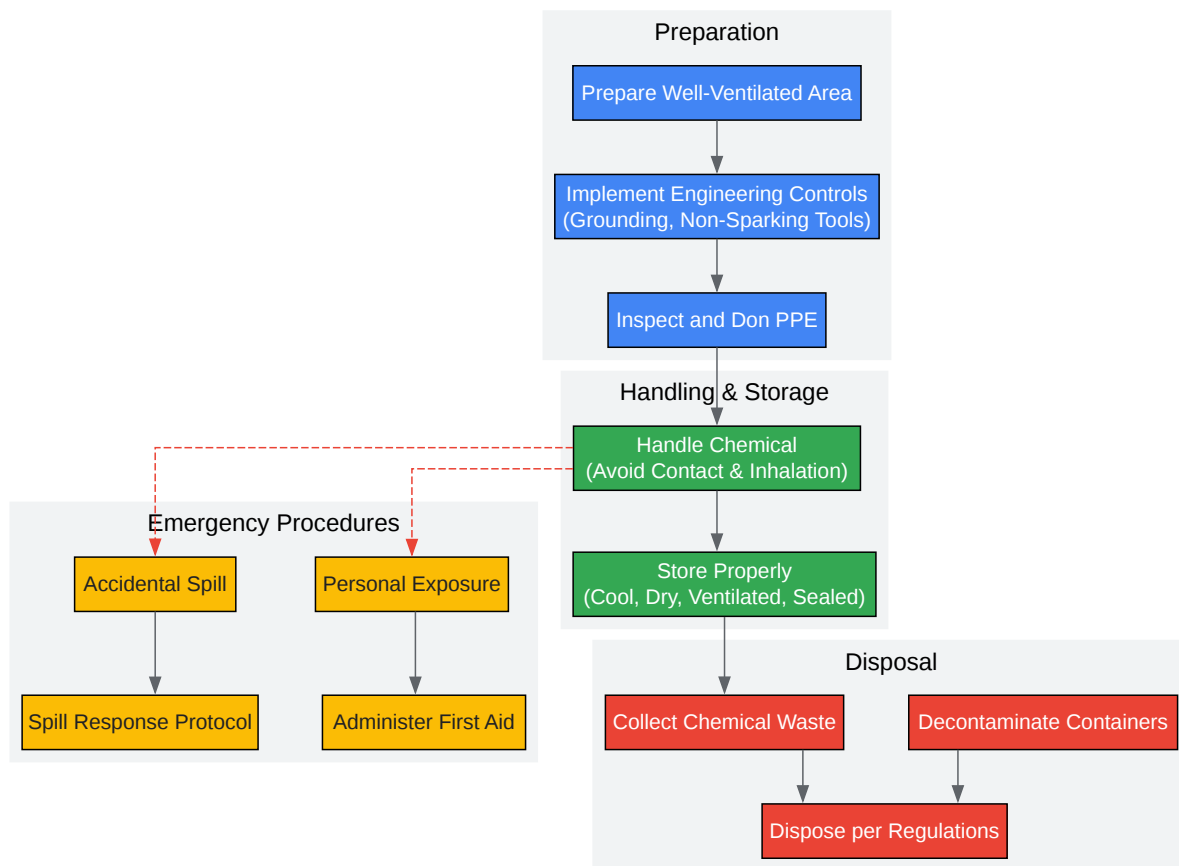 Preparation
Prepare Well-Ventilated Area
Implement Engineering Controls
(Grounding, Non-Sparking Tools)
Inspect and Don PPE
Handling & Storage
Handle Chemical
(Avoid Contact & Inhalation)
Store Properly
(Cool, Dry, Ventilated, Sealed)
Emergency Procedures
Accidental Spill
Personal Exposure
Spill Response Protocol
Administer First Aid
Disposal
Collect Chemical Waste
Decontaminate Containers
Dispose per Regulations